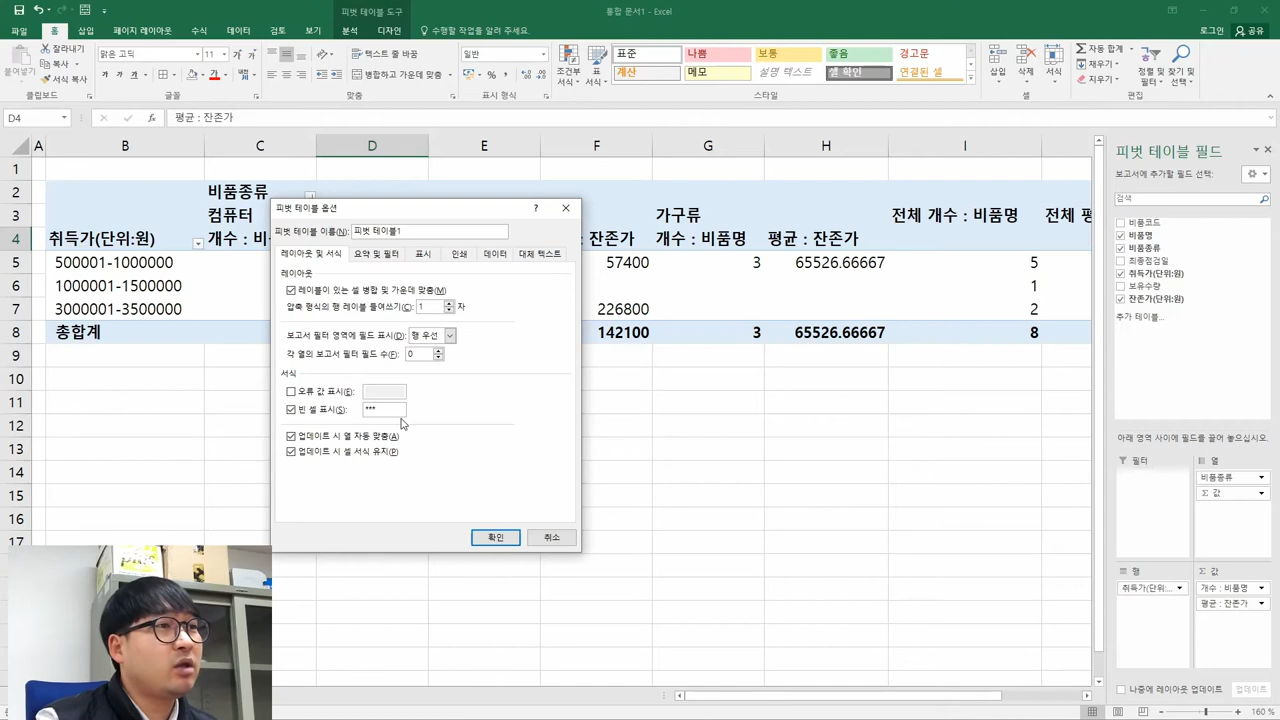 피벗 테이블 도구
통합 문서1 - Excel
파일 홈 삽입 페이지 레이아웃 수식 데이터 검토 보기 분석 디자인 수행할 작업을 알려 주세요.
로그인 공유
붙여넣기
잘라내기
복사
서식 복사
클립보드
맑은 고딕 11
가 가 가
글꼴
텍스트 줄 바꿈
병합하고 가운데 맞춤
맞춤
일반
표시 형식
조건부 서식
표 서식
표준 나쁨 보통 좋음 경고문
계산 메모 설명 텍스트 셀 확인 연결된 셀
스타일
삽입 삭제 서식
셀
자동 합계
채우기
지우기
정렬 및 필터
찾기 및 선택
편집
D4
fx
평균 : 잔존가
A B C D E F G H I
1
2 비품종류
3 컴퓨터 가구류 전체 개수 : 비품명 전체 평
4 취득가(단위:원) 개수 : 비 잔존가 개수 : 비품명 평균 : 잔존가
5 500001-1000000 57400 3 65526.66667 5
6 1000001-1500000 1
7 3000001-3500000 226800 2
8 총합계 142100 3 65526.66667 8
9
10
11
12
13
14
15
16
17
피벗 테이블 옵션
? ×
피벗 테이블 이름(N): 피벗 테이블1
레이아웃 및 서식 요약 및 필터 표시 인쇄 데이터 대체 텍스트
레이아웃
레이블이 있는 셀 병합 및 가운데 맞춤(M)
압축 형식의 행 레이블 들여쓰기(C): 1 자
보고서 필터 영역에 필드 표시(D): 행 우선
각 열의 보고서 필터 필드 수(F): 0
서식
오류 값 표시(E):
빈 셀 표시(S): ***
업데이트 시 열 자동 맞춤(A)
업데이트 시 셀 서식 유지(P)
확인 취소
피벗 테이블 필드
보고서에 추가할 필드 선택:
검색
비품코드
비품명
비품종류
최종점검일
취득가(단위:원)
보유수량
잔존가(단위:원)
추가 테이블...
아래 영역 사이에 필드를 끌어 놓으십시오.
필터
열
비품종류
Σ 값
행
취득가(단위:...
Σ 값
개수 : 비품명
평균 : 잔존가
나중에 레이아웃 업데이트 업데이트
160 %